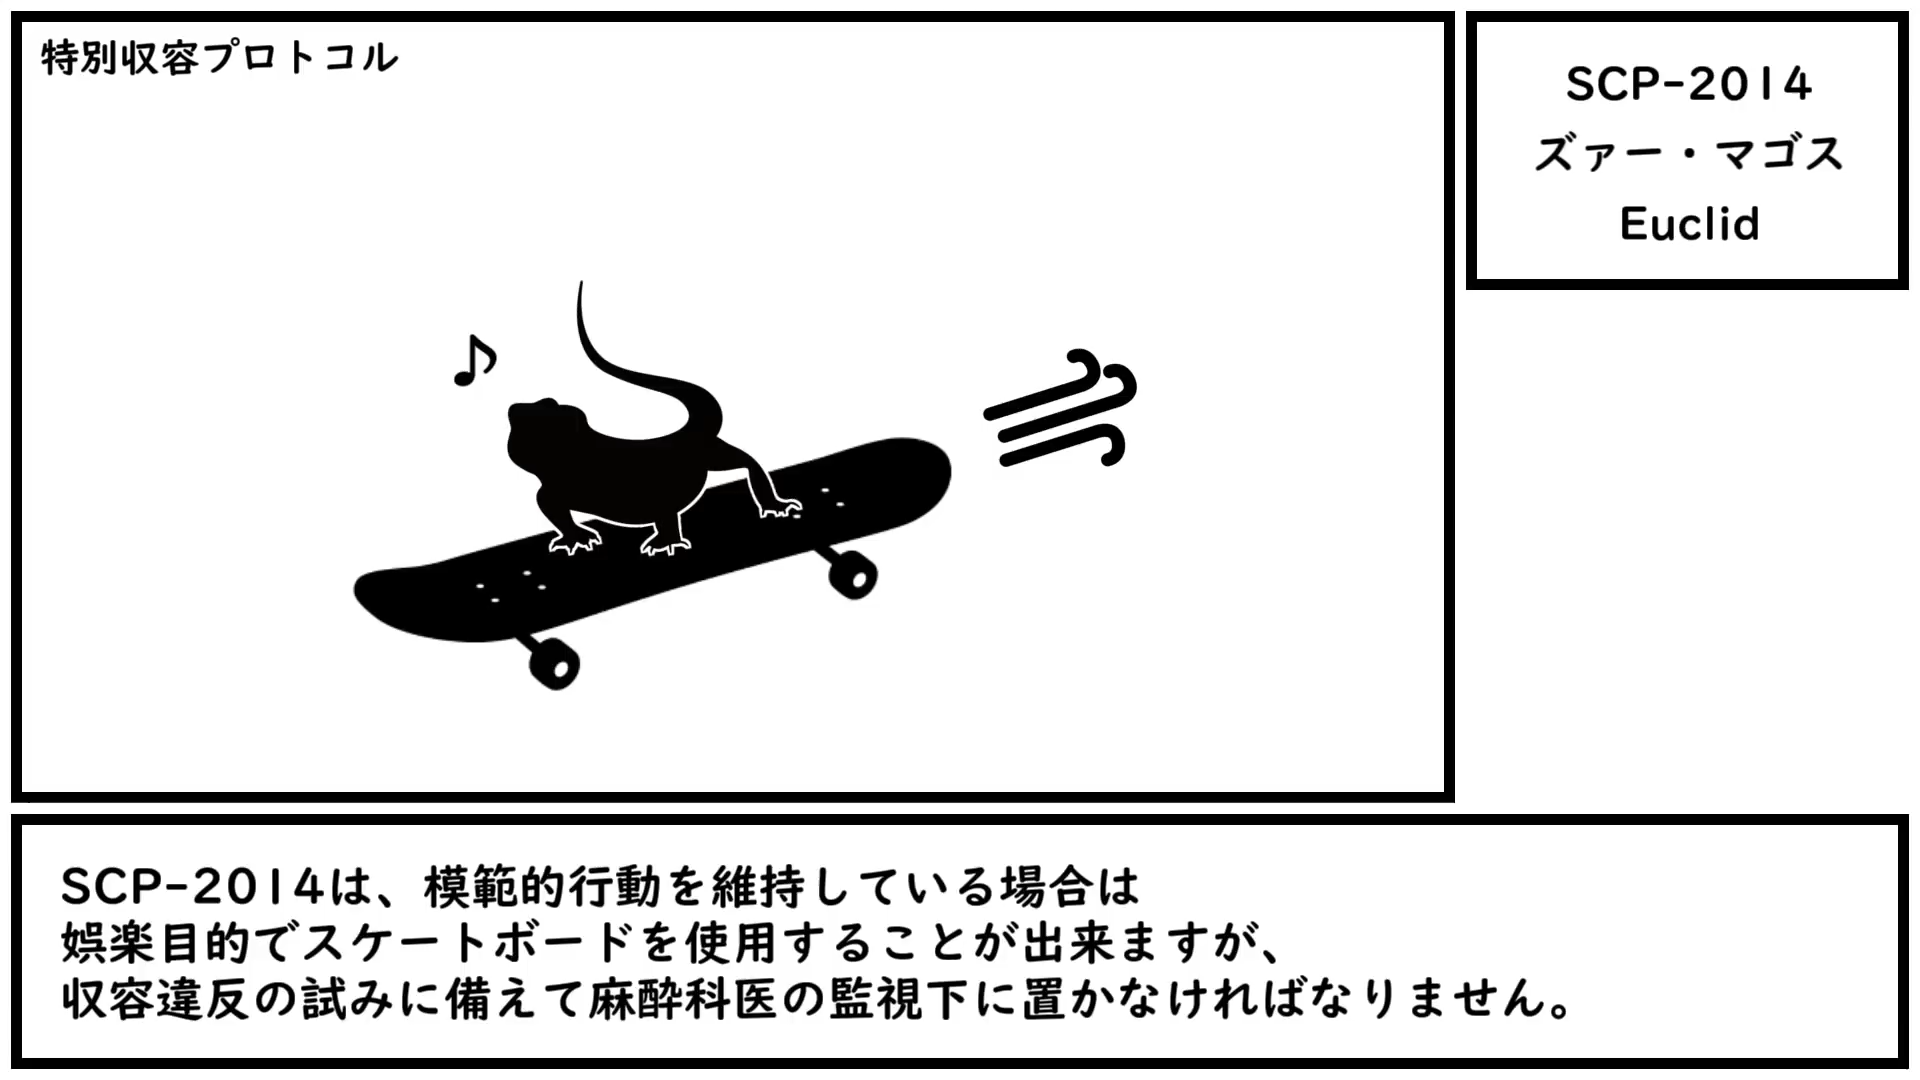 特別収容プロトコル
SCP-2014
ズァー・マゴス
Euclid
SCP-2014は、模範的行動を維持している場合は
娯楽目的でスケートボードを使用することが出来ますが、
収容違反の試みに備えて麻酔科医の監視下に置かなければなりません。